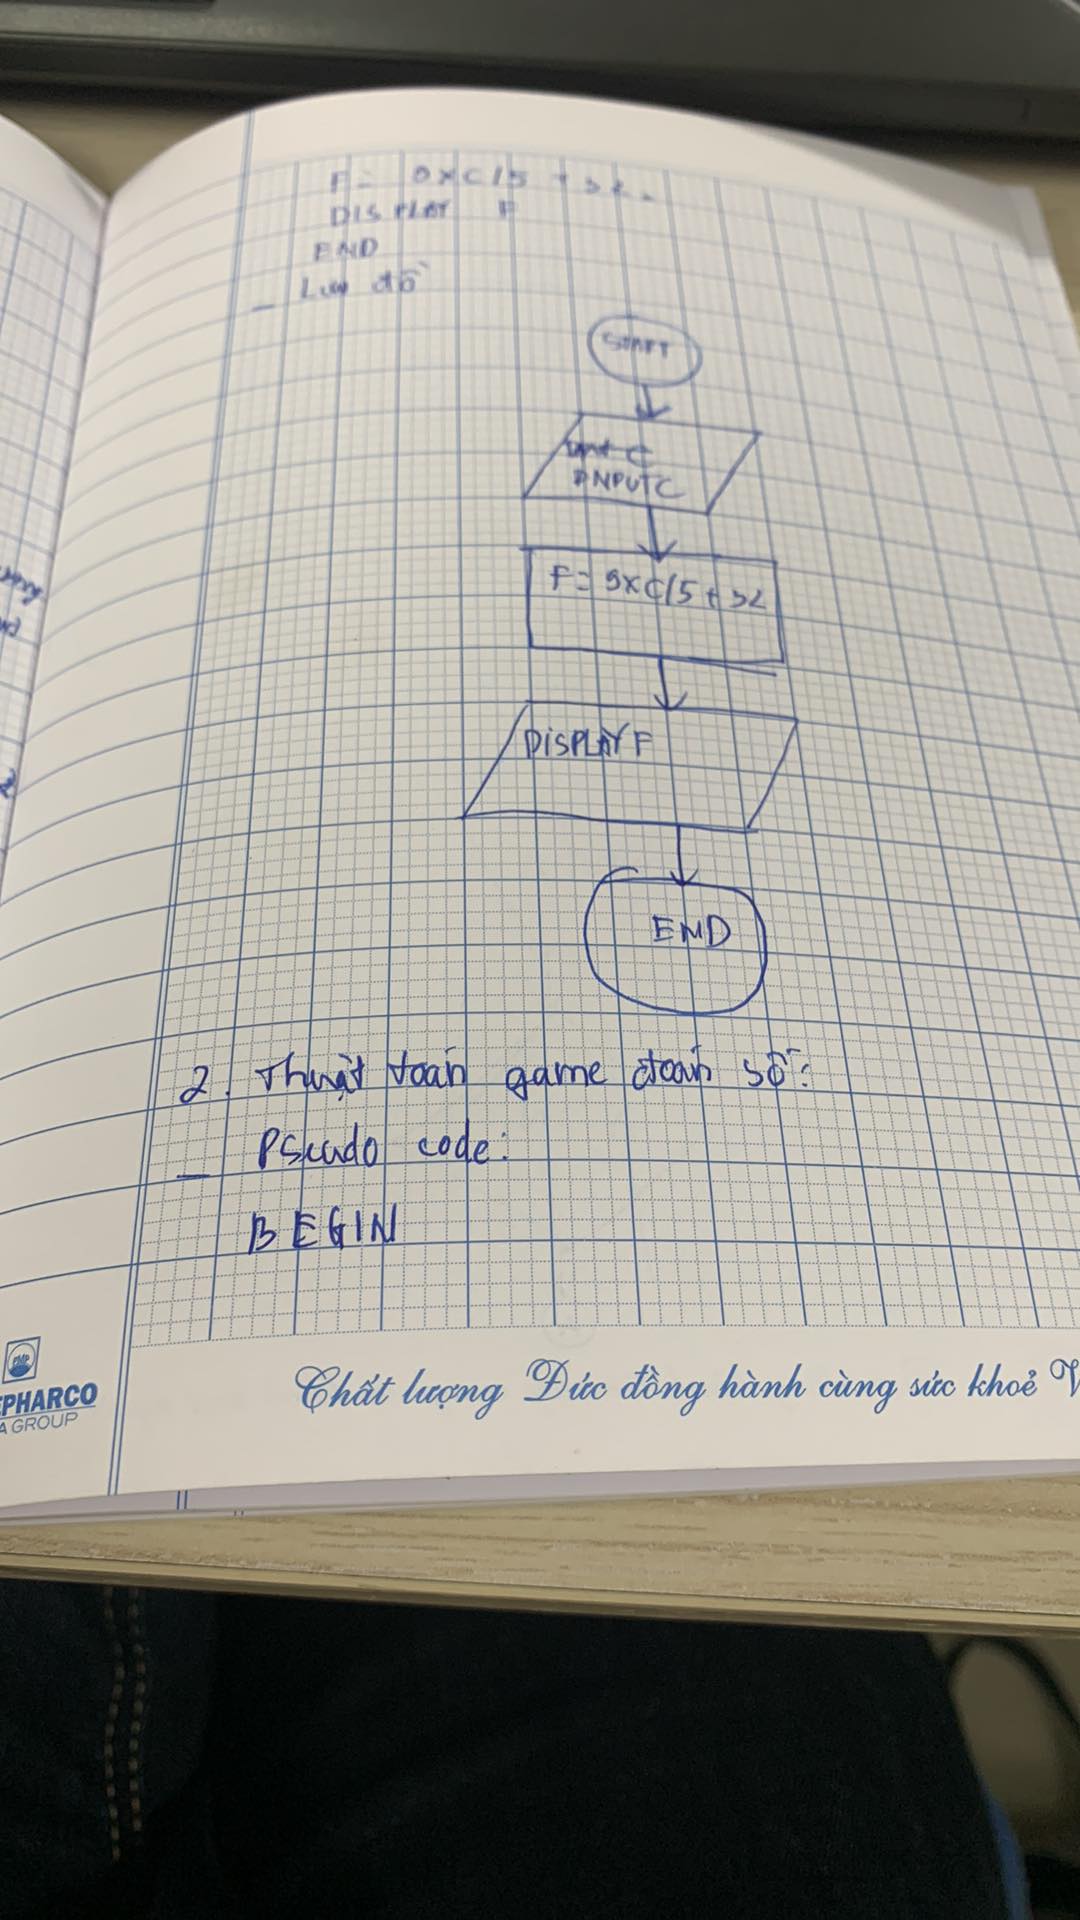 F = 9xC/5 + 32.
DISPLAY F
END
_ Lưu đồ
START
INPUT C
F = 9xC/5 + 32
DISPLAY F
END
2. Thuật toán game đoán số:
_ Pseudo code:
BEGIN
PMP
EPHARCO
A GROUP
Chất lượng Đức đồng hành cùng sức khoẻ V